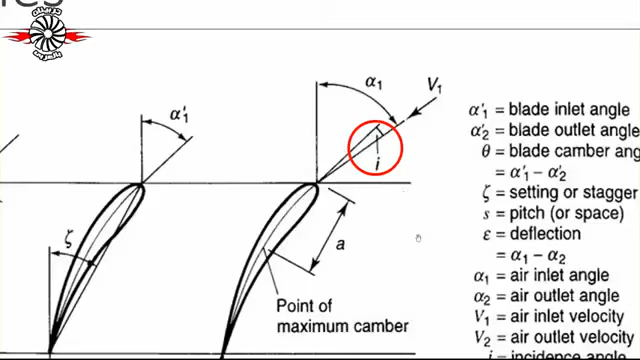 α'₁
α₁
V₁
i
ζ
a
Point of
maximum camber
α'₁ = blade inlet angle
α'₂ = blade outlet angle
θ = blade camber ang
= α'₁ − α'₂
ζ = setting or stagger
s = pitch (or space)
ε = deflection
= α₁ − α₂
α₁ = air inlet angle
α₂ = air outlet angle
V₁ = air inlet velocity
V₂ = air outlet velocity
i = incidence angle